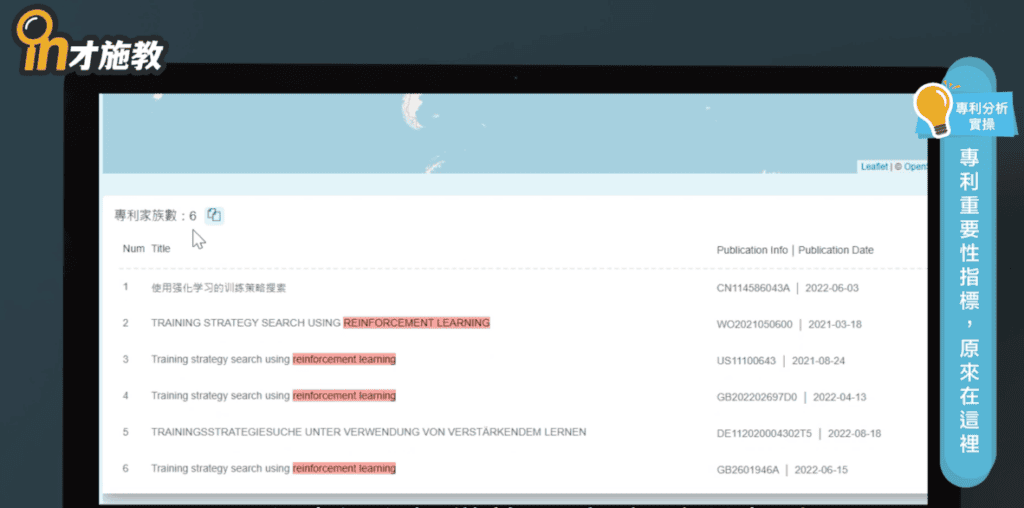 in才施教
專利分析
實操
專利重要性指標，原來在這裡
Leaflet | © Open
專利家族數：6
Num Title Publication Info | Publication Date
1 使用强化学习的训练策略搜索 CN114586043A | 2022-06-03
2 TRAINING STRATEGY SEARCH USING REINFORCEMENT LEARNING WO2021050600 | 2021-03-18
3 Training strategy search using reinforcement learning US11100643 | 2021-08-24
4 Training strategy search using reinforcement learning GB202202697D0 | 2022-04-13
5 TRAININGSSTRATEGIESUCHE UNTER VERWENDUNG VON VERSTÄRKENDEM LERNEN DE112020004302T5 | 2022-08-18
6 Training strategy search using reinforcement learning GB2601946A | 2022-06-15